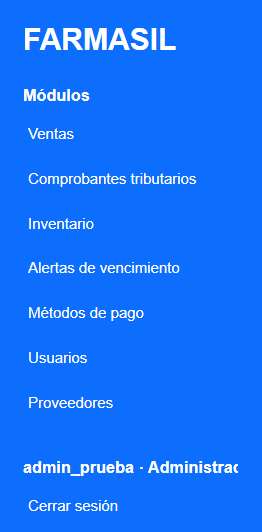 FARMASIL
Módulos
Ventas
Comprobantes tributarios
Inventario
Alertas de vencimiento
Métodos de pago
Usuarios
Proveedores
admin_prueba · Administrac
Cerrar sesión